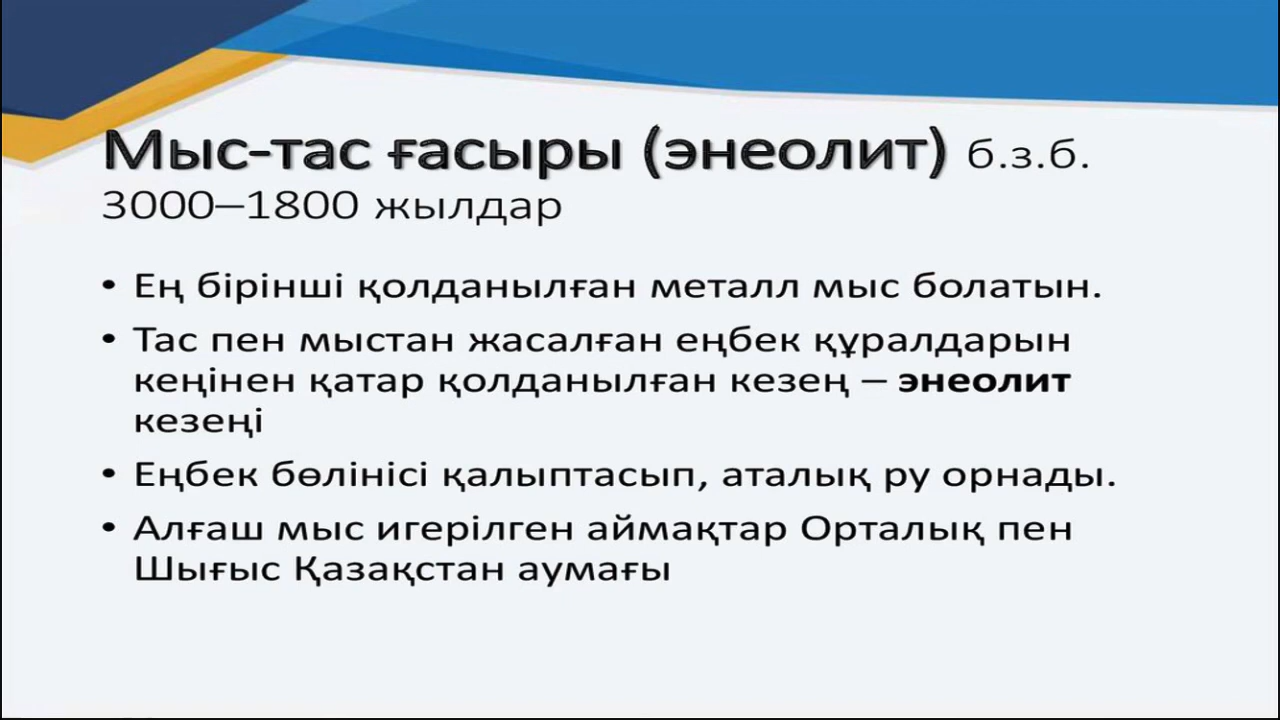 Мыс-тас ғасыры (энеолит) б.з.б.
3000–1800 жылдар
• Ең бірінші қолданылған металл мыс болатын.
• Тас пен мыстан жасалған еңбек құралдарын
кеңінен қатар қолданылған кезең – энеолит
кезеңі
• Еңбек бөлінісі қалыптасып, аталық ру орнады.
• Алғаш мыс игерілген аймақтар Орталық пен
Шығыс Қазақстан аумағы